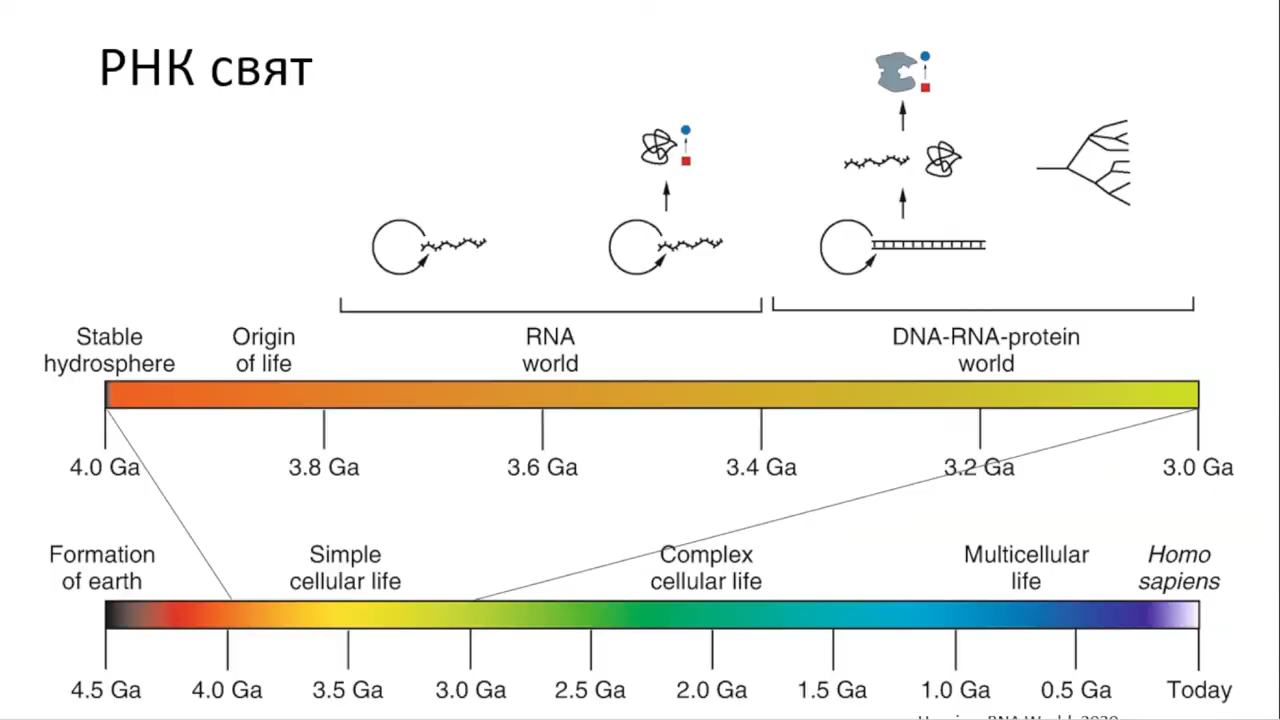 РНК свят
Stable
hydrosphere
Origin
of life
RNA
world
DNA-RNA-protein
world
4.0 Ga
3.8 Ga
3.6 Ga
3.4 Ga
3.2 Ga
3.0 Ga
Formation
of earth
Simple
cellular life
Complex
cellular life
Multicellular
life
Homo
sapiens
4.5 Ga
4.0 Ga
3.5 Ga
3.0 Ga
2.5 Ga
2.0 Ga
1.5 Ga
1.0 Ga
0.5 Ga
Today
RNA World, 2020